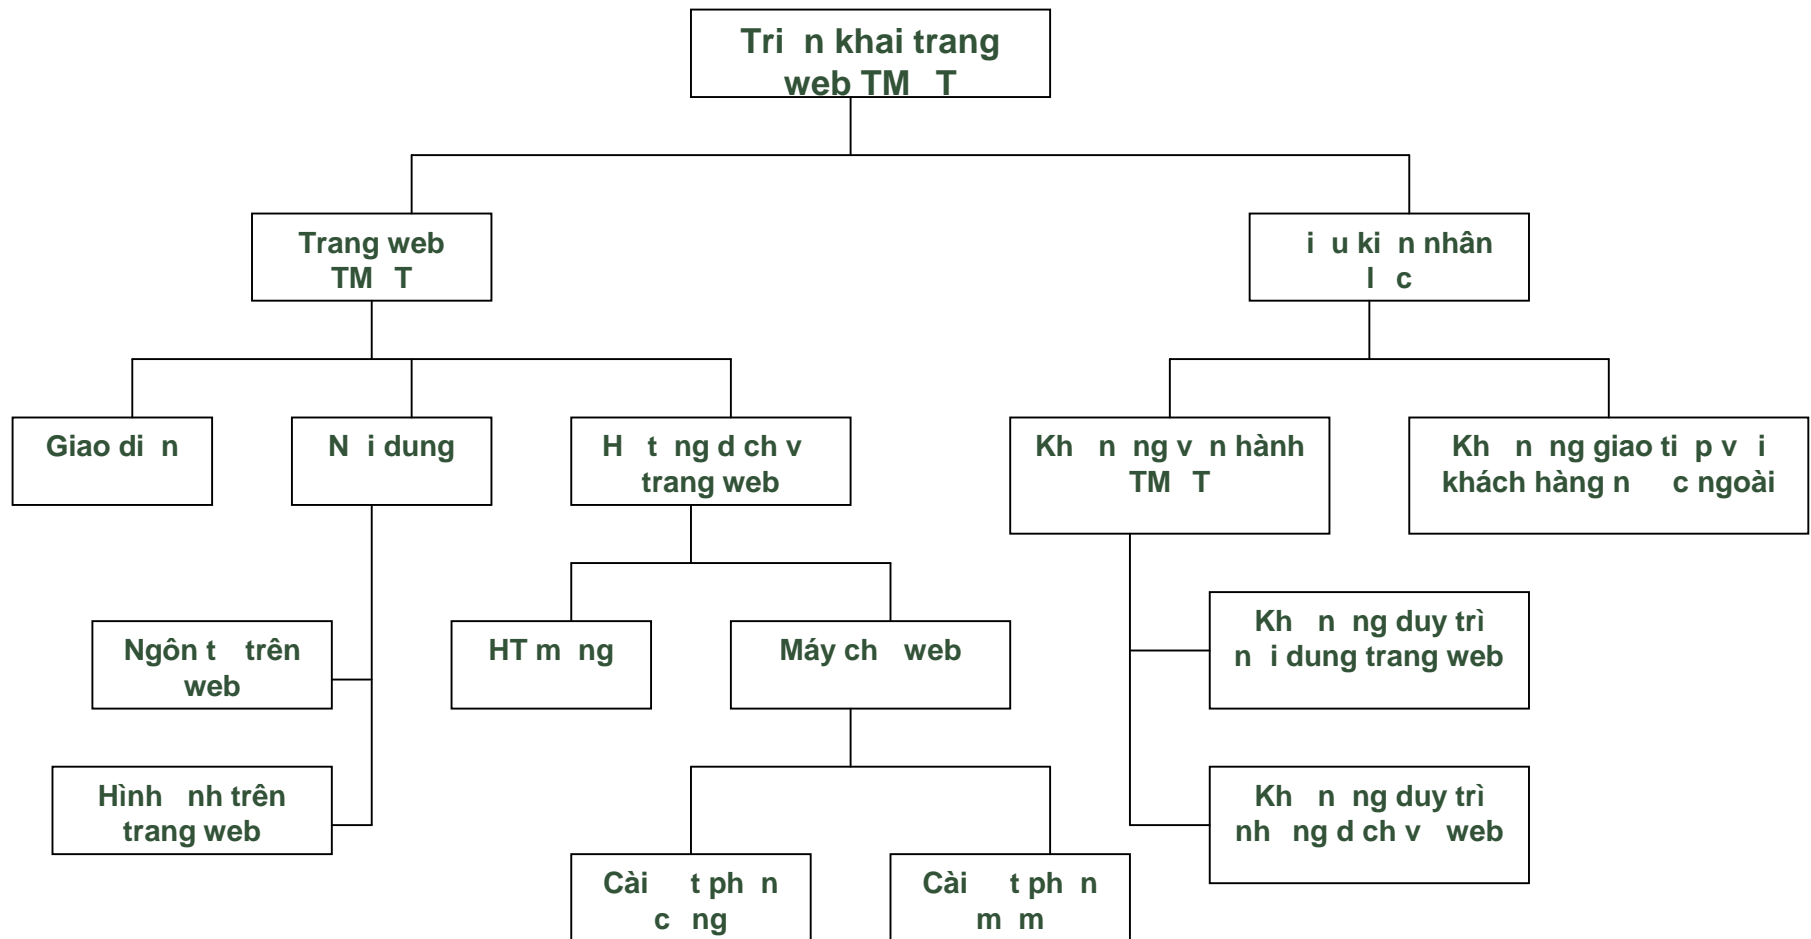 Tri n khai trang
web TM T
Trang web
TM T
i u ki n nhân
l c
Giao di n
N i dung
H t ng d ch v
trang web
Kh n ng v n hành
TM T
Kh n ng giao ti p v i
khách hàng n c ngoài
Ngôn t trên
web
HT m ng
Máy ch web
Kh n ng duy trì
n i dung trang web
Hình nh trên
trang web
Kh n ng duy trì
nh ng d ch v web
Cài t ph n
c ng
Cài t ph n
m m